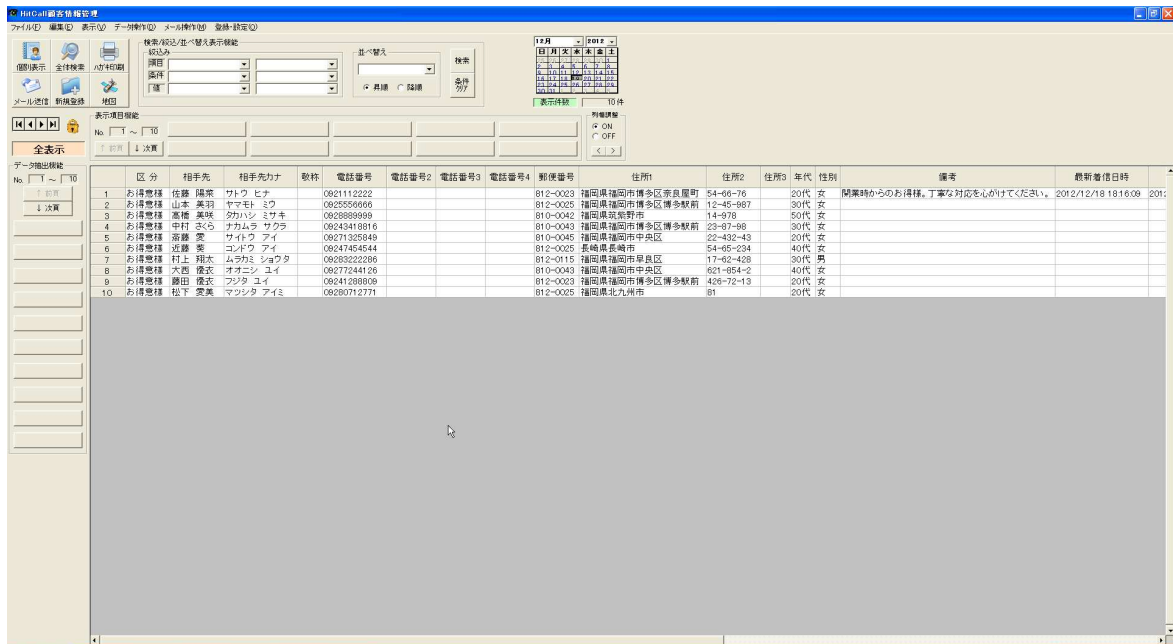 HitCall顧客情報管理
ファイル(F) 編集(E) 表示(V) データ操作(D) メール操作(M) 登録・設定(O)
個別表示 全体検索 ハガキ印刷
メール送信 新規登録 地図
検索/絞込/並べ替え表示機能
絞込み
項目
条件
値
並べ替え
昇順 降順
検索
条件クリア
12月 2012
日 月 火 水 木 金 土
表示件数 10 件
全表示
表示項目機能
No. 1 ~ 10
↑ 前頁 ↓ 次頁
列幅調整
ON
OFF
< >
データ抽出機能
No. 1 ~ 10
↑ 前頁
↓ 次頁
区分 相手先 相手先カナ 敬称 電話番号 電話番号2 電話番号3 電話番号4 郵便番号 住所1 住所2 住所3 年代 性別 備考 最新着信日時
1 お得意様 佐藤 陽菜 サトウ ヒナ 0921112222 812-0023 福岡県福岡市博多区奈良屋町 54-66-76 20代 女 開業時からのお得様。丁寧な対応を心がけてください。 2012/12/18 18:16:09 2012
2 お得意様 山本 美羽 ヤマモト ミウ 0925556666 812-0025 福岡県福岡市博多区博多駅前 12-45-987 30代 女
3 お得意様 高橋 美咲 タカハシ ミサキ 0928889999 810-0042 福岡県筑紫野市 14-978 50代 女
4 お得意様 中村 さくら ナカムラ サクラ 09243418816 810-0043 福岡県福岡市博多区博多駅前 23-87-98 30代 女
5 お得意様 斎藤 愛 サイトウ アイ 09271325849 810-0045 福岡県福岡市中央区 22-432-43 20代 女
6 お得意様 近藤 葵 コンドウ アイ 09247454544 812-0025 長崎県長崎市 54-65-234 40代 女
7 お得意様 村上 翔太 ムラカミ ショウタ 09283222286 812-0115 福岡県福岡市早良区 17-62-428 30代 男
8 お得意様 大西 優衣 オオニシ ユイ 09277244126 810-0043 福岡県福岡市中央区 621-854-2 40代 女
9 お得意様 藤田 優衣 フジタ ユイ 09241288809 812-0023 福岡県福岡市博多区博多駅前 426-72-13 20代 女
10 お得意様 松下 愛美 マツシタ アイミ 09280712771 812-0025 福岡県北九州市 81 20代 女